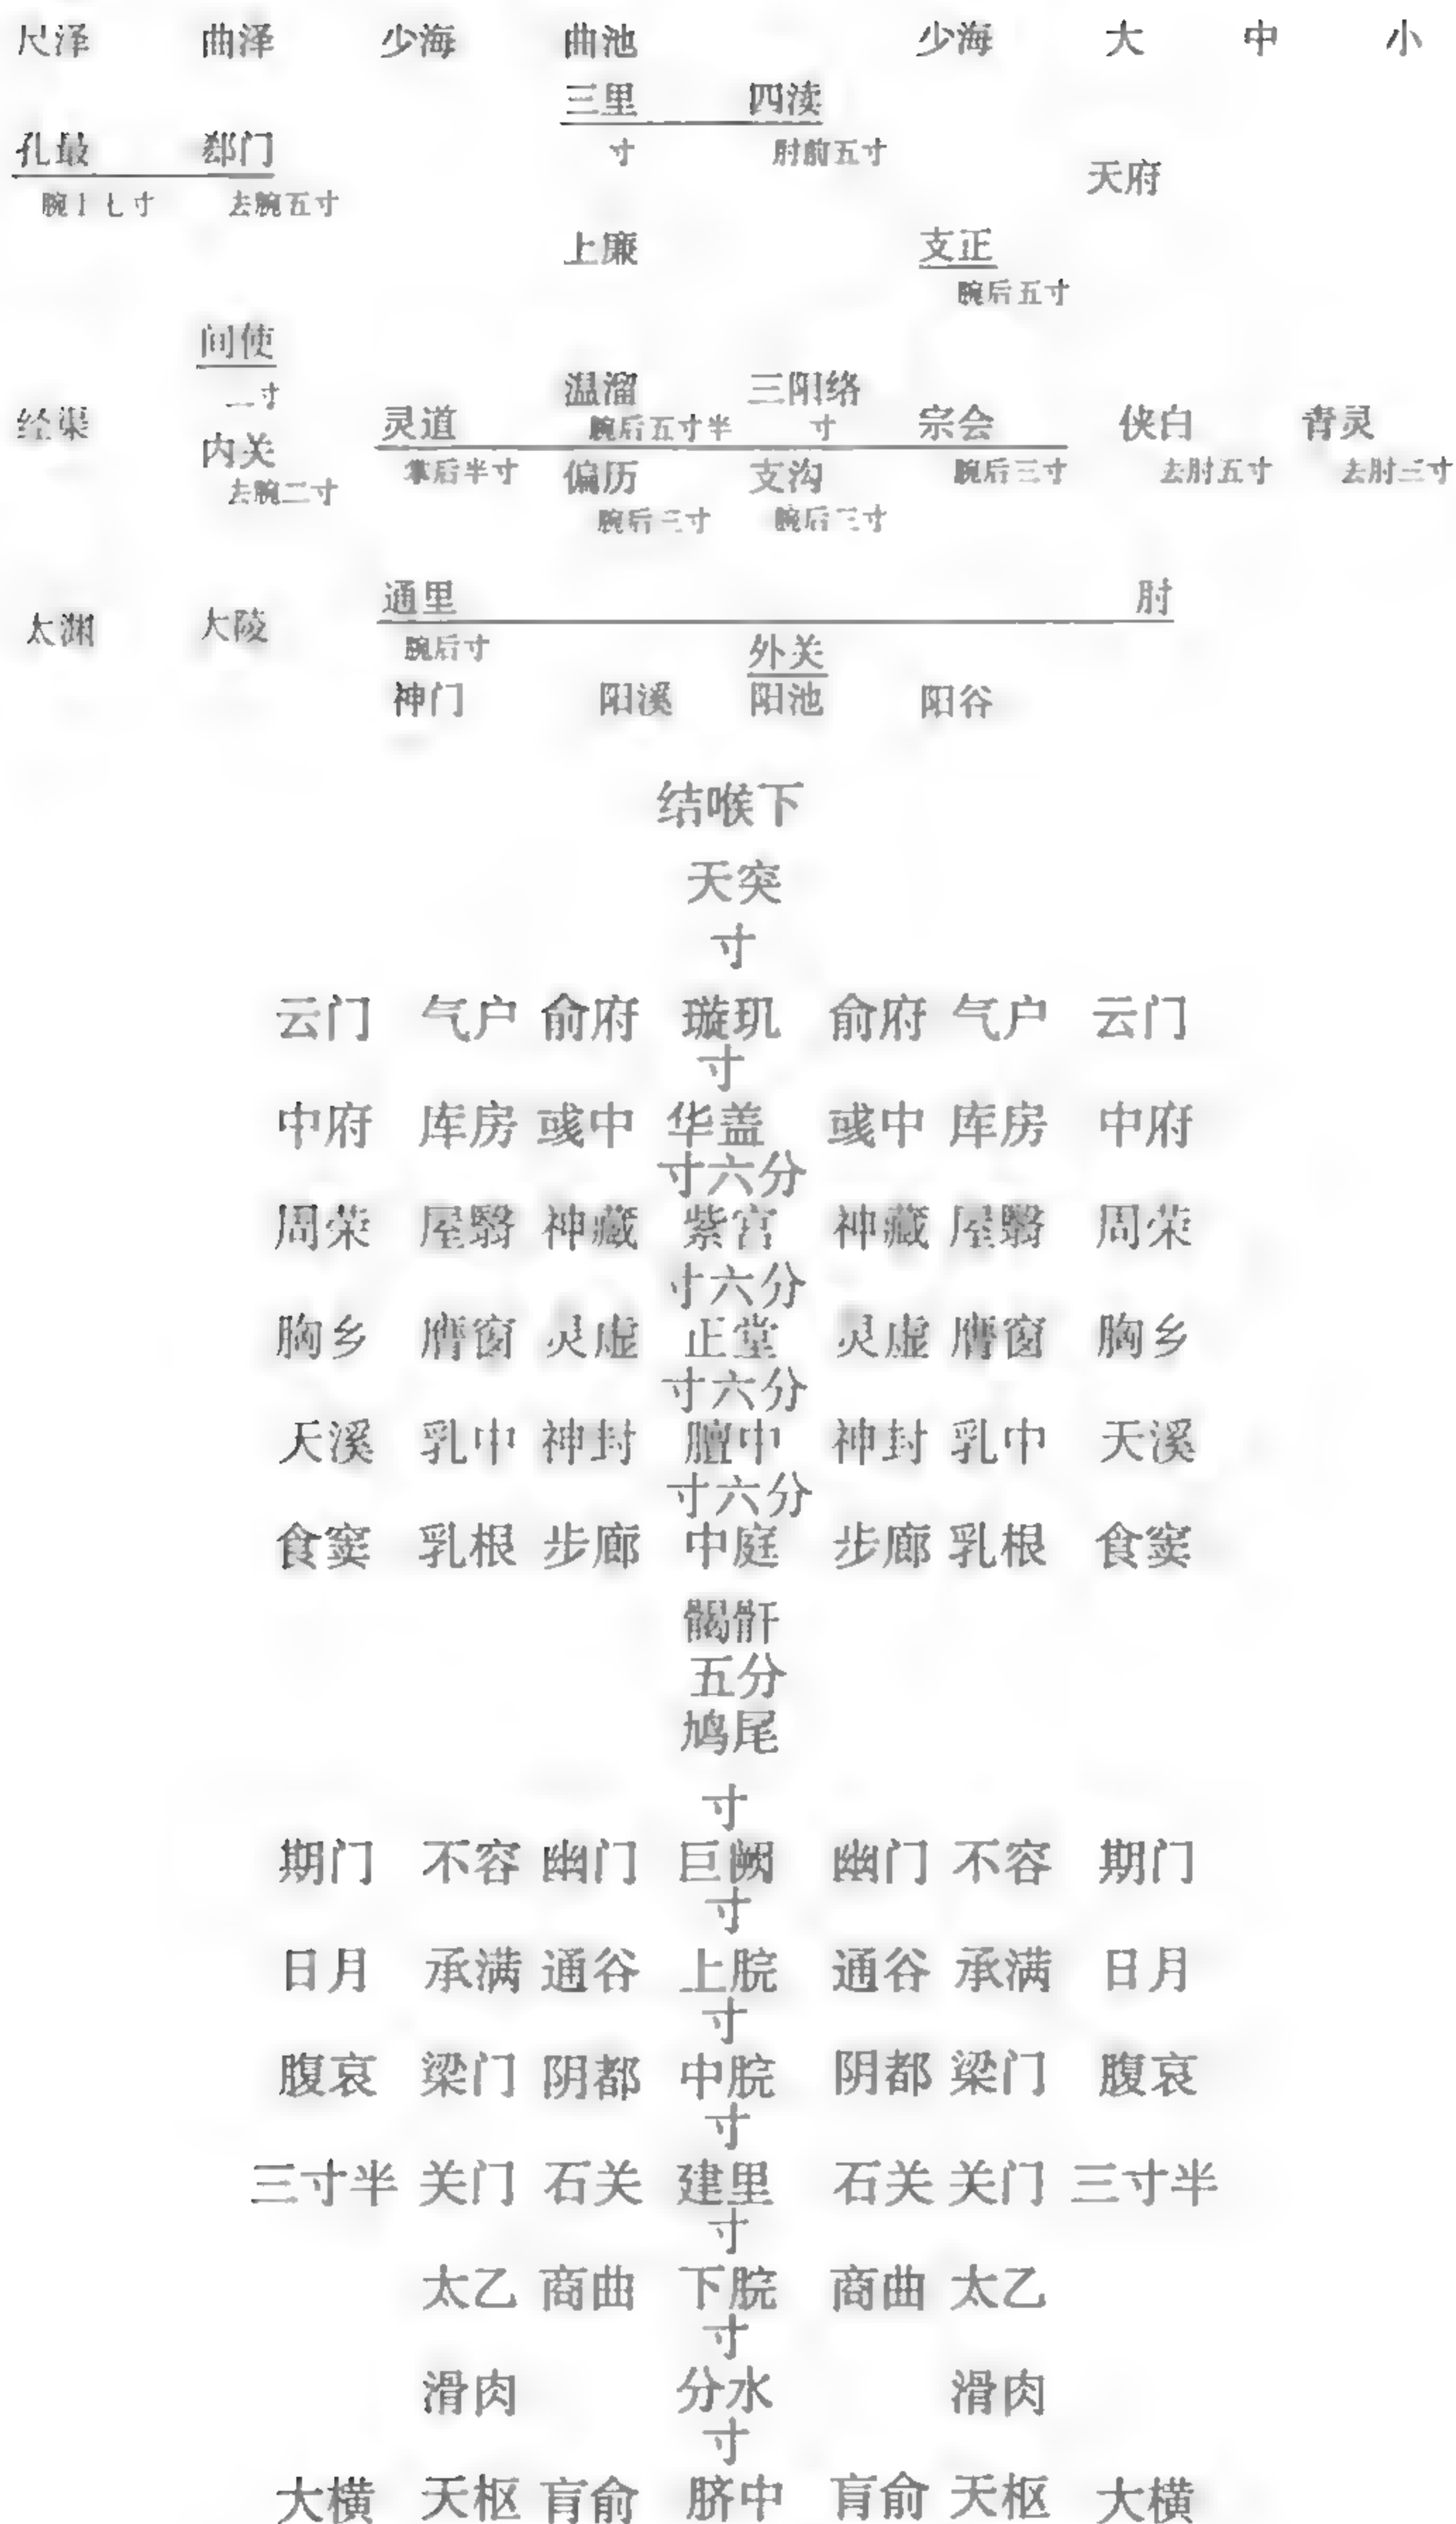 尺泽 曲泽 少海 曲池 少海 大 中 小
三里 四渎
孔最 郄门 寸 肘前五寸
天府
去腕五寸
上廉 支正
腕后五寸
间使
温溜 三阳络
经渠 灵道 腕后五寸半 寸 宗会 侠白 青灵
内关 掌后半寸 偏历 支沟 腕后三寸 去肘五寸 去肘三寸
去腕二寸 腕后三寸 腕后三寸
通里 肘
太渊 大陵
腕后寸 外关
神门 阳溪 阳池 阳谷
结喉下
天突
寸
云门 气户 俞府 璇玑 俞府 气户 云门
寸
中府 库房 彧中 华盖 彧中 库房 中府
寸六分
周荣 屋翳 神藏 紫宫 神藏 屋翳 周荣
寸六分
胸乡 膺窗 灵虚 正堂 灵虚 膺窗 胸乡
寸六分
天溪 乳中 神封 膻中 神封 乳中 天溪
寸六分
食窦 乳根 步廊 中庭 步廊 乳根 食窦
𩩲骬
五分
鸠尾
寸
期门 不容 幽门 巨阙 幽门 不容 期门
寸
日月 承满 通谷 上脘 通谷 承满 日月
寸
腹哀 梁门 阴都 中脘 阴都 梁门 腹哀
寸
三寸半 关门 石关 建里 石关 关门 三寸半
寸
太乙 商曲 下脘 商曲 太乙
寸
滑肉 分水 滑肉
寸
大横 天枢 肓俞 脐中 肓俞 天枢 大横